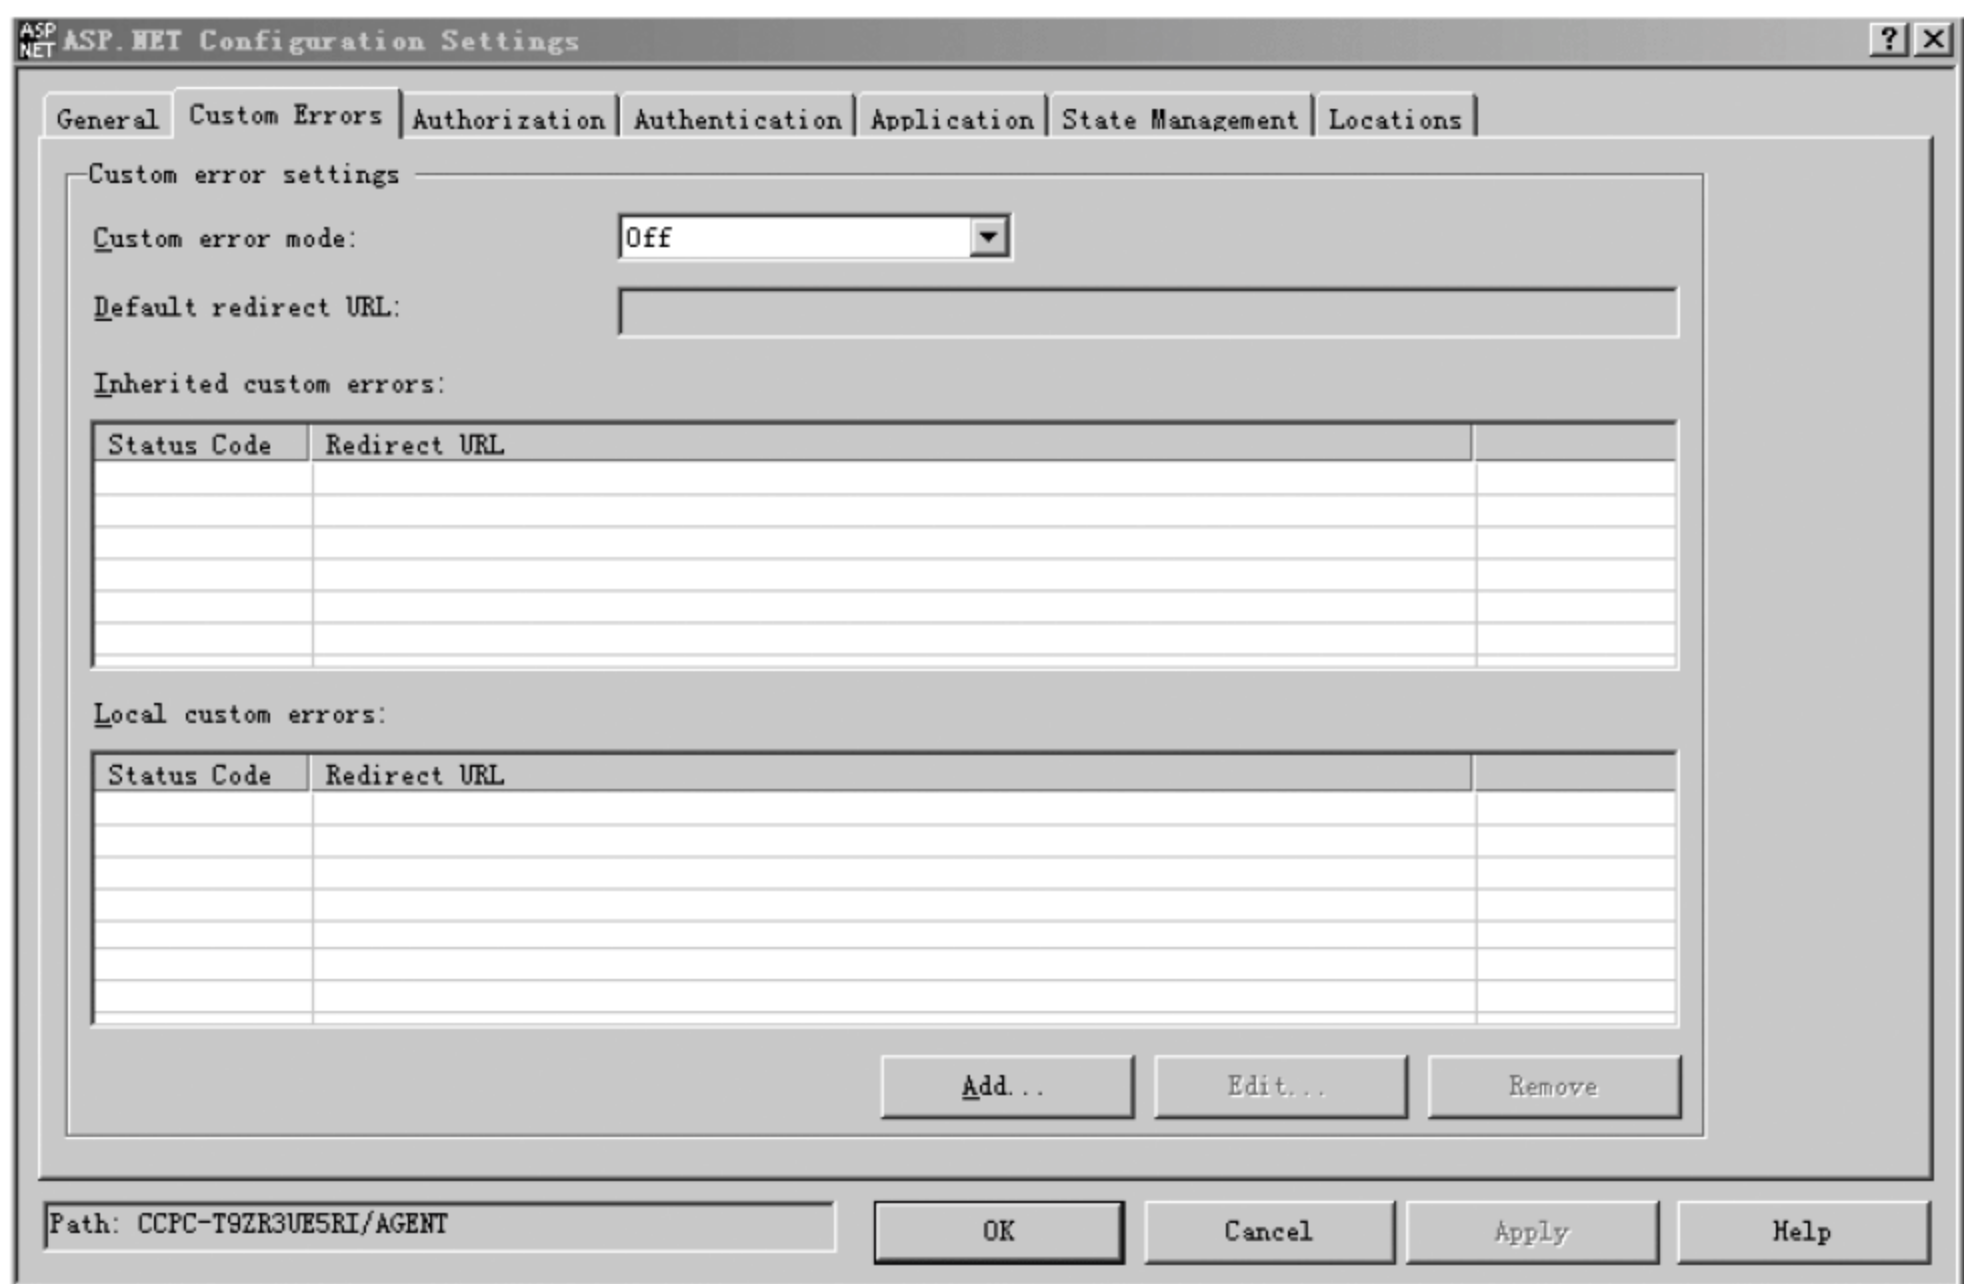 ASP
NET
ASP.NET Configuration Settings
General
Custom Errors
Authorization
Authentication
Application
State Management
Locations
Custom error settings
Custom error mode:
Off
Default redirect URL:
Inherited custom errors:
Status Code
Redirect URL
Local custom errors:
Status Code
Redirect URL
Add...
Edit...
Remove
Path: CCPC-T9ZR3UE5RI/AGENT
OK
Cancel
Apply
Help